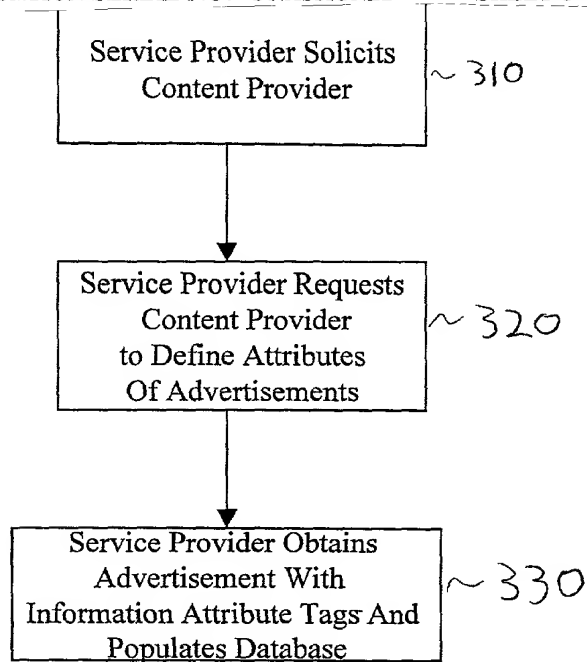 Service Provider Solicits
Content Provider
~ 310
Service Provider Requests
Content Provider
to Define Attributes
Of Advertisements
~ 320
Service Provider Obtains
Advertisement With
Information Attribute Tags And
Populates Database
~ 330